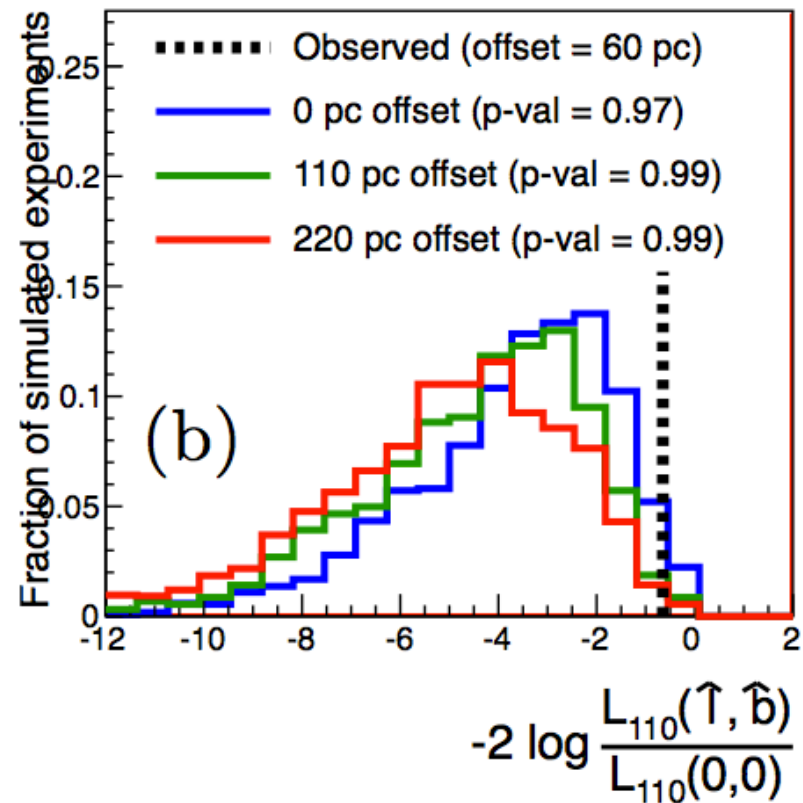 Fraction of simulated experiments
0.25
0.2
0.15
0.1
0.05
0
Observed (offset = 60 pc)
0 pc offset (p-val = 0.97)
110 pc offset (p-val = 0.99)
220 pc offset (p-val = 0.99)
(b)
-12 -10 -8 -6 -4 -2 0 2
-2 log L₁₁₀(l̂, b̂) / L₁₁₀(0,0)